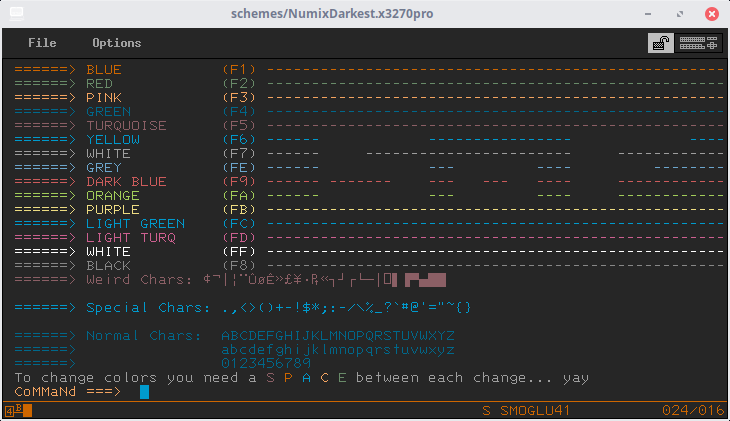 schemes/NumixDarkest.x3270pro
File Options
======> BLUE (F1) --------------------------------------------------------
======> RED (F2) --------------------------------------------------------
======> PINK (F3) --------------------------------------------------------
======> GREEN (F4) --------------------------------------------------------
======> TURQUOISE (F5) --------------------------------------------------------
======> YELLOW (F6) ------- --- ------- -------------
======> WHITE (F7) ------- --- ------- -------------
======> GREY (F8) ------- --- ------- -------------
======> DARK BLUE (F9) ------- --- ------- -------------
======> ORANGE (FA) ------- --- ------- -------------
======> PURPLE (FB) --------------------------------------------------------
======> LIGHT GREEN (FC) --------------------------------------------------------
======> LIGHT TURQ (FD) --------------------------------------------------------
======> WHITE (FF) --------------------------------------------------------
======> BLACK (F8) --------------------------------------------------------
======> Weird Chars:
======> Special Chars: .,<>()+-!$*;:-/\%_?`#@'="~{}
======> Normal Chars: ABCDEFGHIJKLMNOPQRSTUVWXYZ
======> abcdefghijklmnopqrstuvwxyz
======> 0123456789
To change colors you need a S P A C E between each change... yay
CoMMaNd ===>
4B S SMOGLU41 024/016